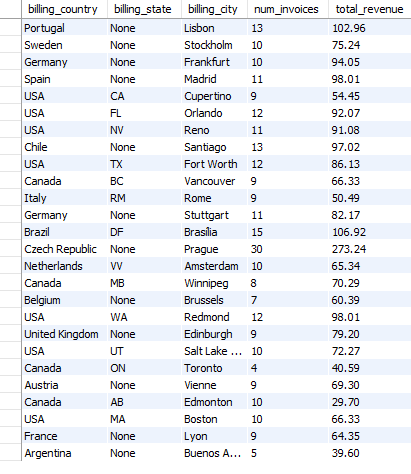 billing_country billing_state billing_city num_invoices total_revenue
Portugal None Lisbon 13 102.96
Sweden None Stockholm 10 75.24
Germany None Frankfurt 10 94.05
Spain None Madrid 11 98.01
USA CA Cupertino 9 54.45
USA FL Orlando 12 92.07
USA NV Reno 11 91.08
Chile None Santiago 13 97.02
USA TX Fort Worth 12 86.13
Canada BC Vancouver 9 66.33
Italy RM Rome 9 50.49
Germany None Stuttgart 11 82.17
Brazil DF Brasília 15 106.92
Czech Republic None Prague 30 273.24
Netherlands VV Amsterdam 10 65.34
Canada MB Winnipeg 8 70.29
Belgium None Brussels 7 60.39
USA WA Redmond 12 98.01
United Kingdom None Edinburgh 9 79.20
USA UT Salt Lake ... 10 72.27
Canada ON Toronto 4 40.59
Austria None Vienne 9 69.30
Canada AB Edmonton 10 29.70
USA MA Boston 10 66.33
France None Lyon 9 64.35
Argentina None Buenos A... 5 39.60